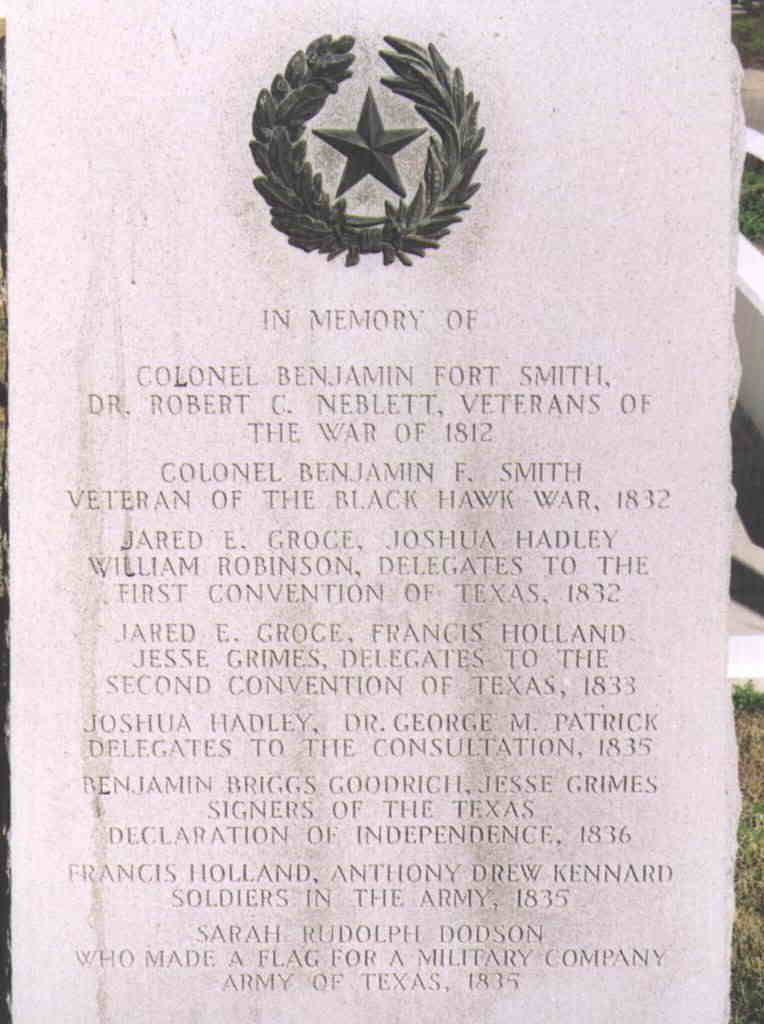 IN MEMORY OF
COLONEL BENJAMIN FORT SMITH,
DR. ROBERT C. NEBLETT, VETERANS OF
THE WAR OF 1812
COLONEL BENJAMIN F. SMITH
VETERAN OF THE BLACK HAWK WAR, 1832
JARED E. GROCE, JOSHUA HADLEY
WILLIAM ROBINSON, DELEGATES TO THE
FIRST CONVENTION OF TEXAS, 1832
JARED E. GROCE, FRANCIS HOLLAND
JESSE GRIMES, DELEGATES TO THE
SECOND CONVENTION OF TEXAS, 1833
JOSHUA HADLEY, DR. GEORGE M. PATRICK
DELEGATES TO THE CONSULTATION, 1835
BENJAMIN BRIGGS GOODRICH, JESSE GRIMES
SIGNERS OF THE TEXAS
DECLARATION OF INDEPENDENCE, 1836
FRANCIS HOLLAND, ANTHONY DREW KENNARD
SOLDIERS IN THE ARMY, 1835
SARAH RUDOLPH DODSON
WHO MADE A FLAG FOR A MILITARY COMPANY
ARMY OF TEXAS, 1835